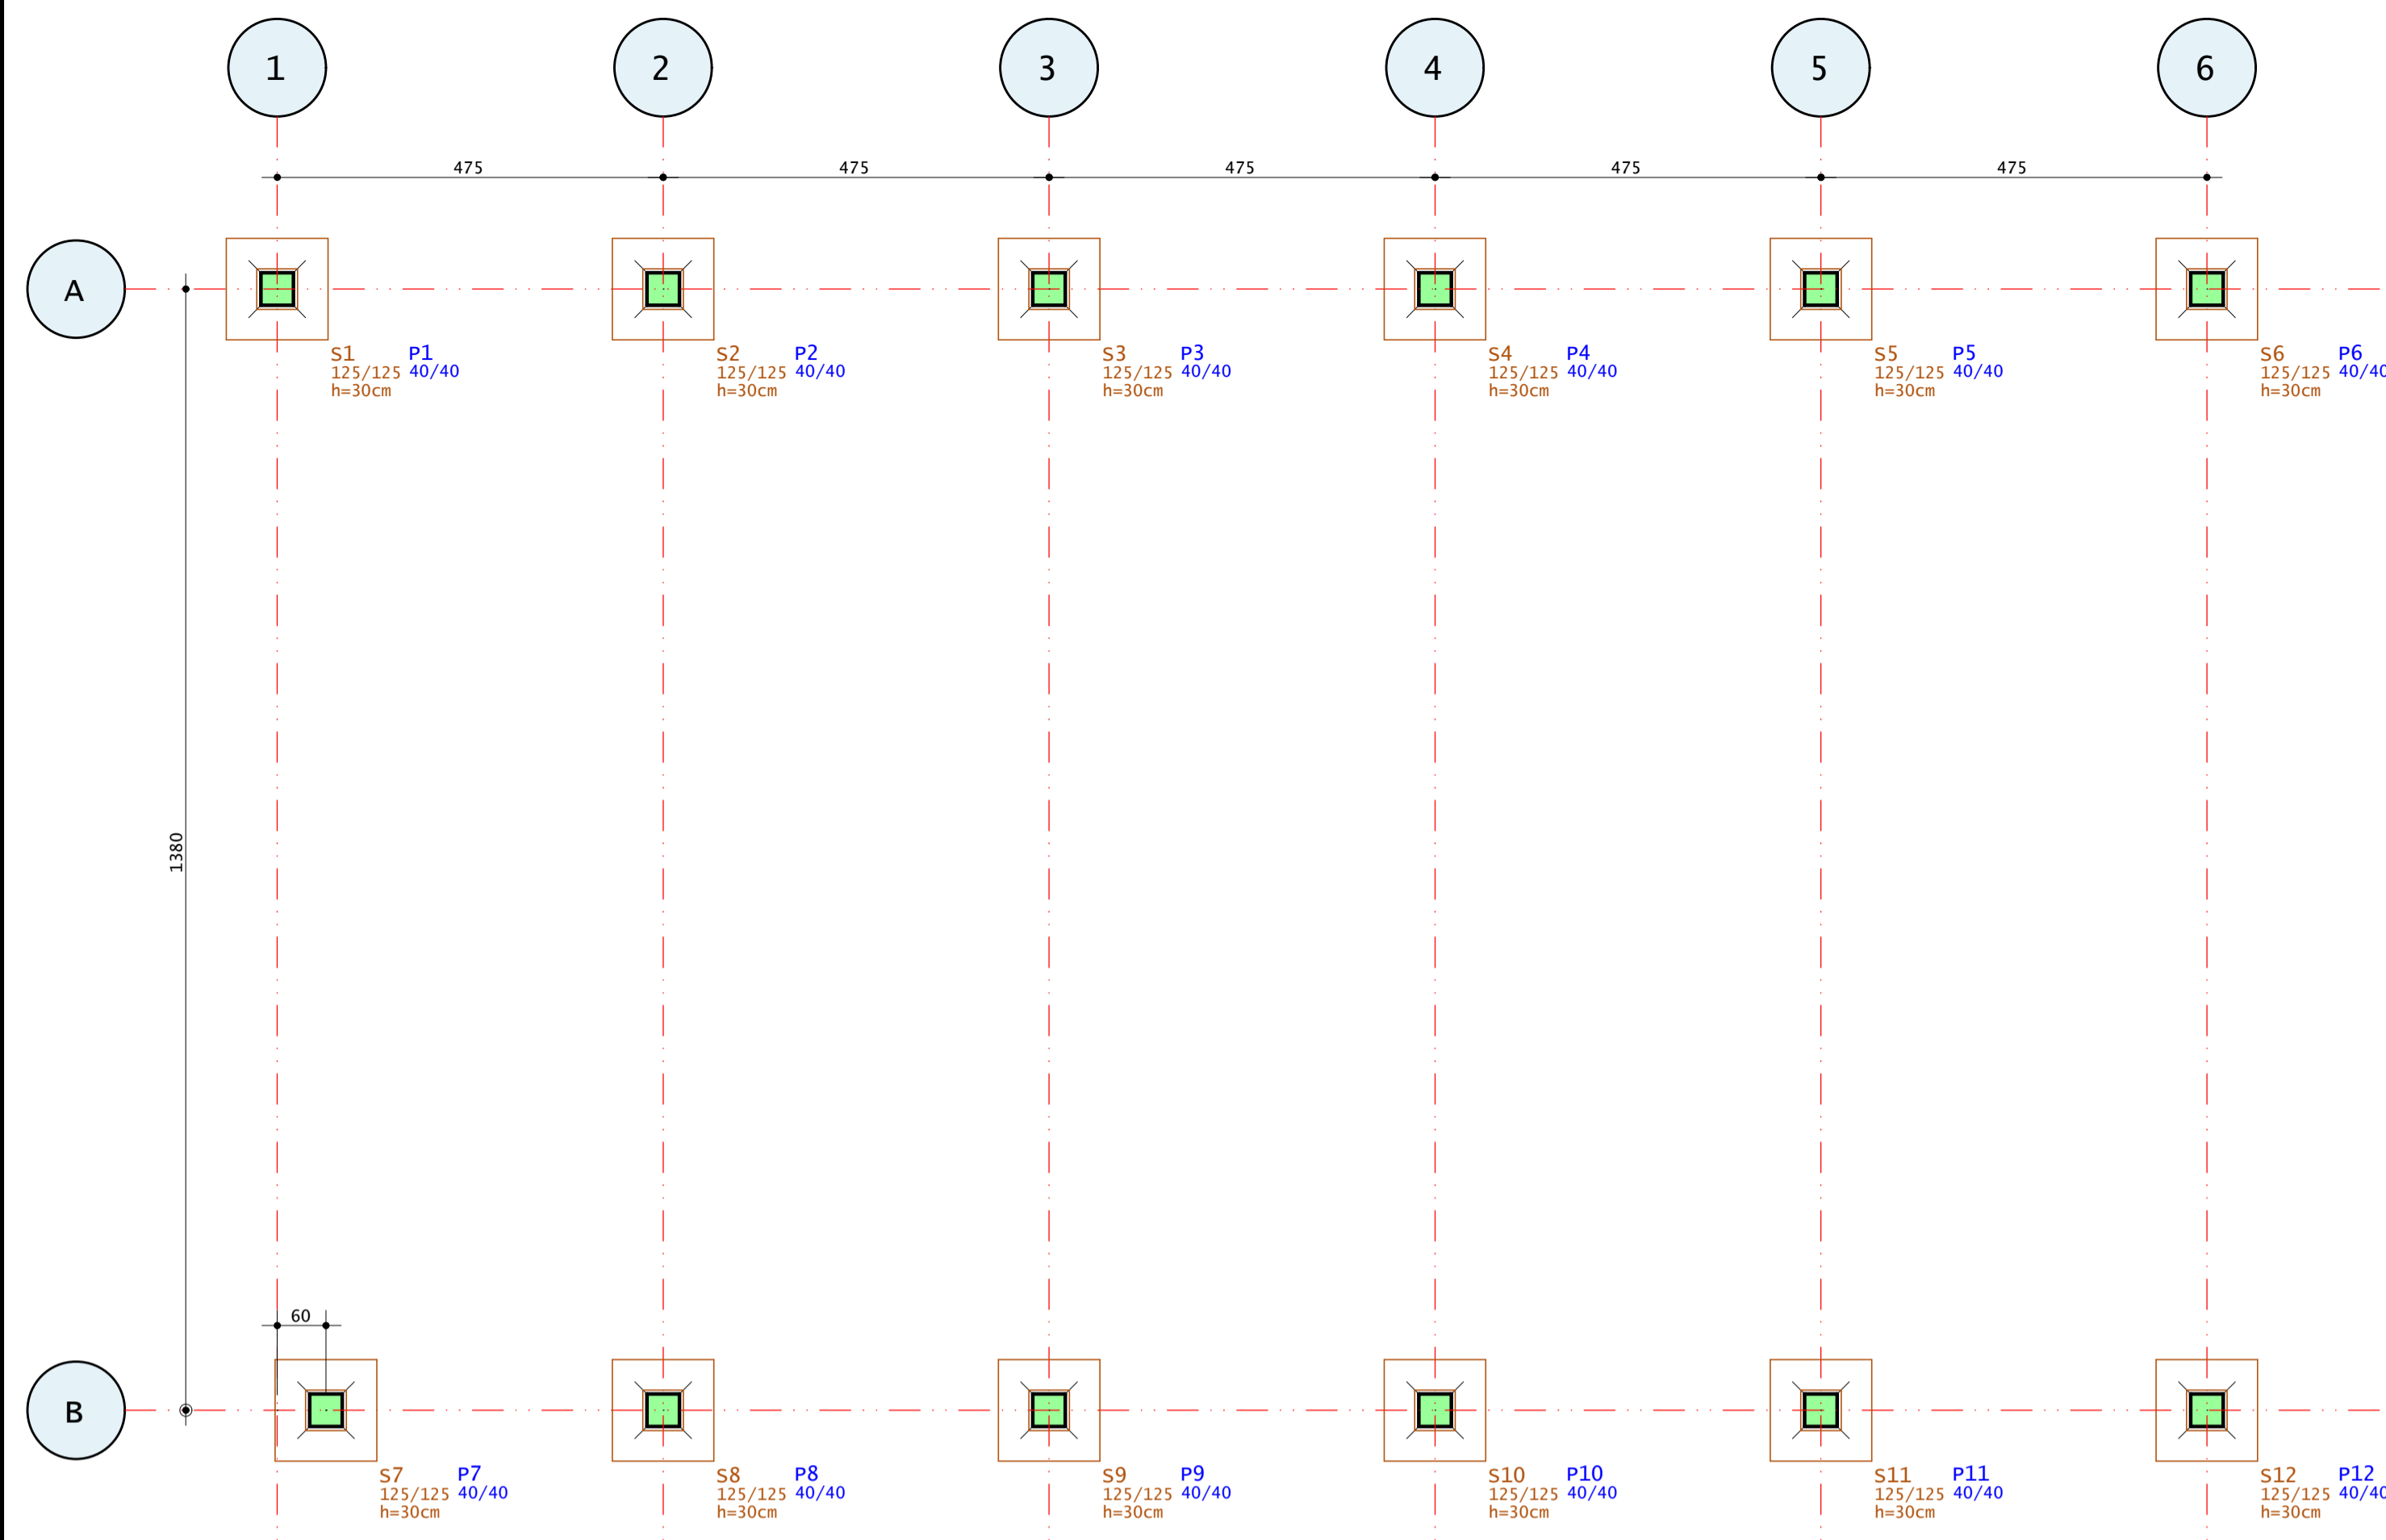 1 2 3 4 5 6
475 475 475 475 475
A
S1 P1 S2 P2 S3 P3 S4 P4 S5 P5 S6 P6
125/125 40/40 125/125 40/40 125/125 40/40 125/125 40/40 125/125 40/40 125/125 40/40
h=30cm h=30cm h=30cm h=30cm h=30cm h=30cm
1380
60
B
S7 P7 S8 P8 S9 P9 S10 P10 S11 P11 S12 P12
125/125 40/40 125/125 40/40 125/125 40/40 125/125 40/40 125/125 40/40 125/125 40/40
h=30cm h=30cm h=30cm h=30cm h=30cm h=30cm